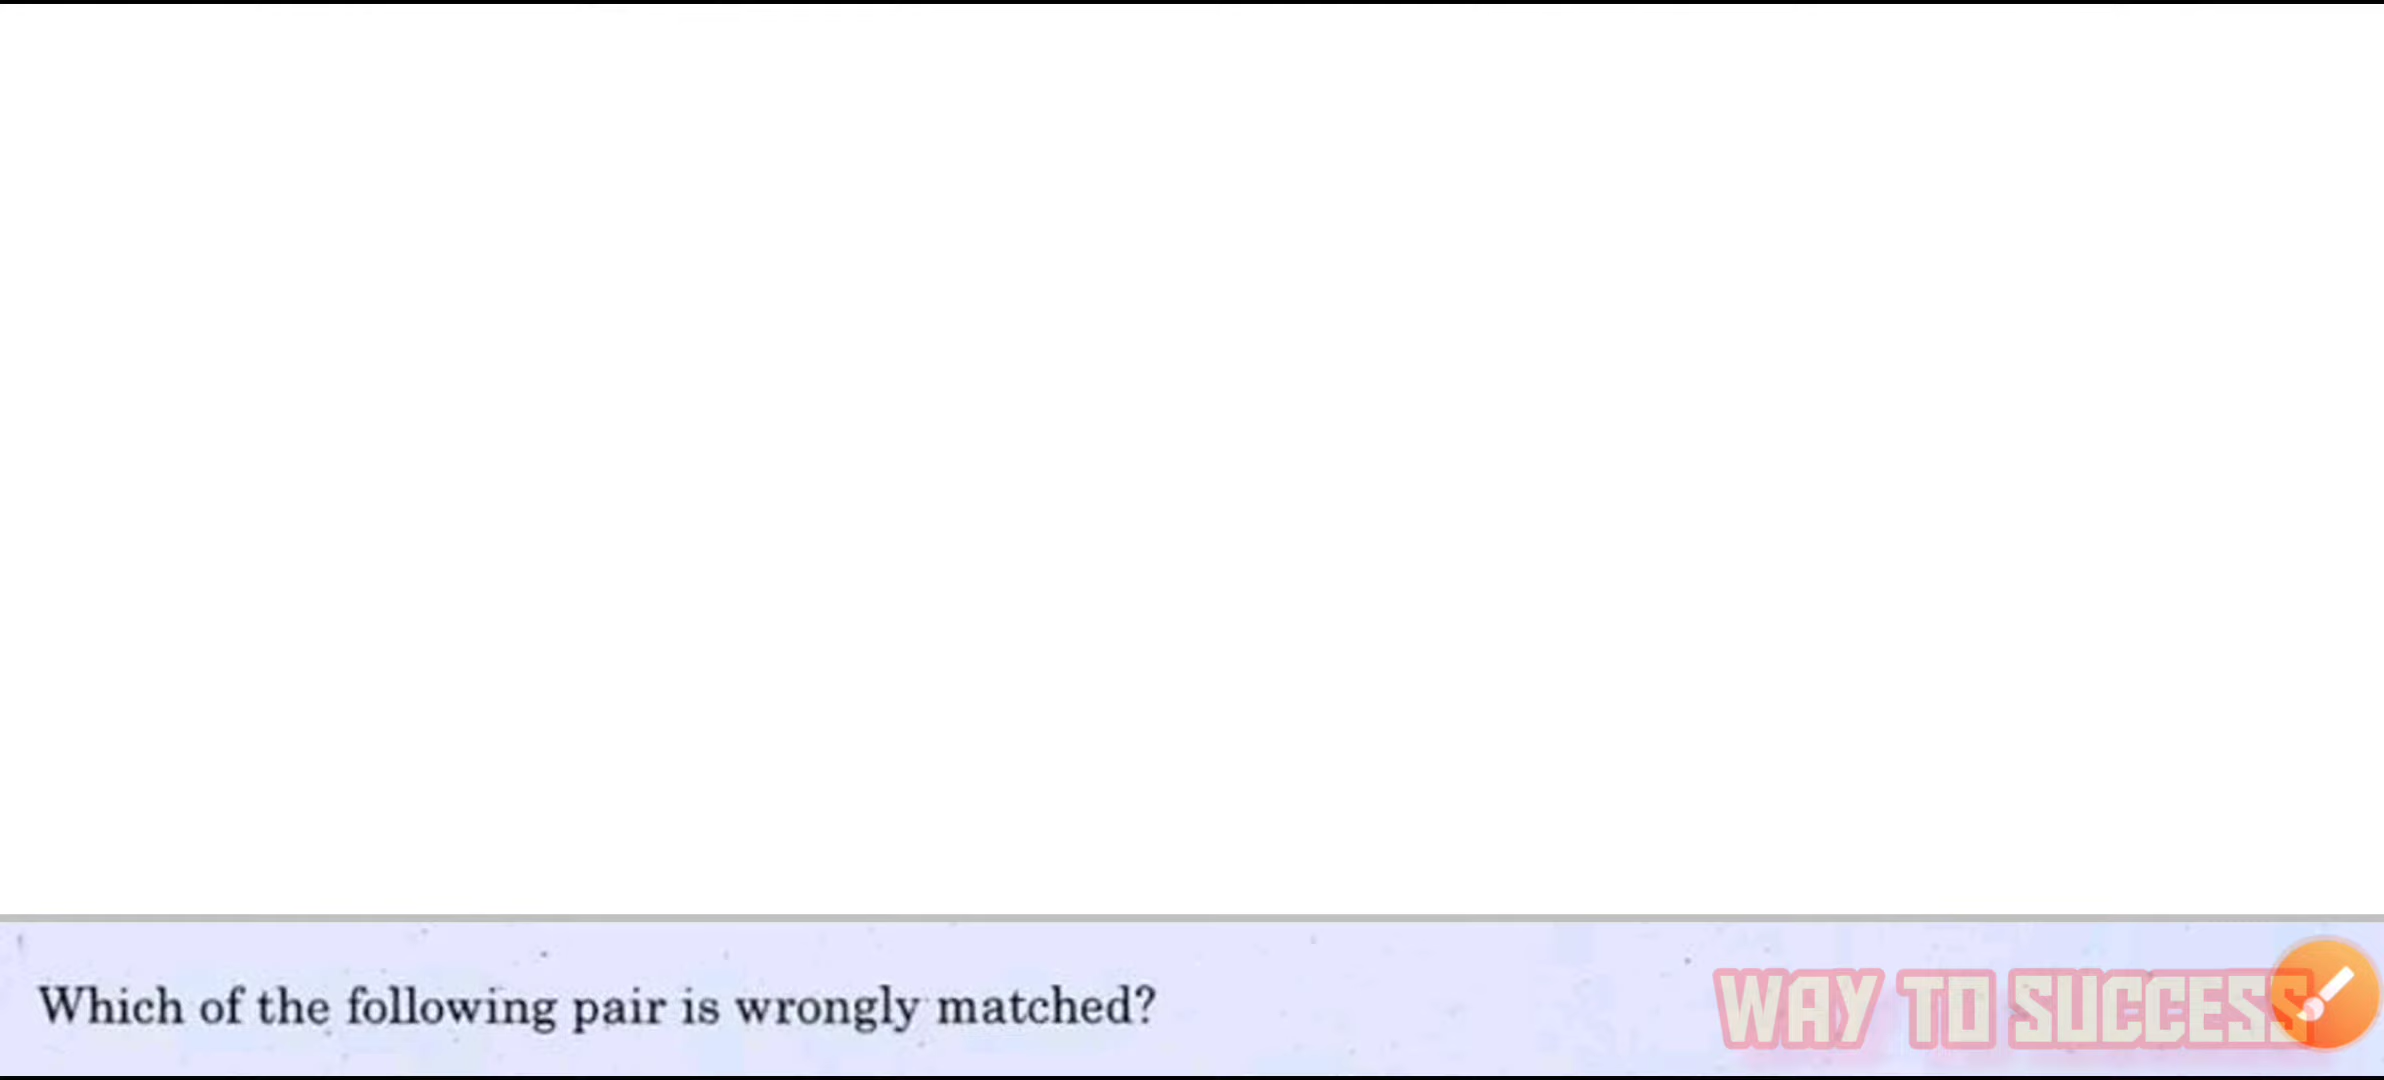 Which of the following pair is wrongly matched?
WAY TO SUCCESS